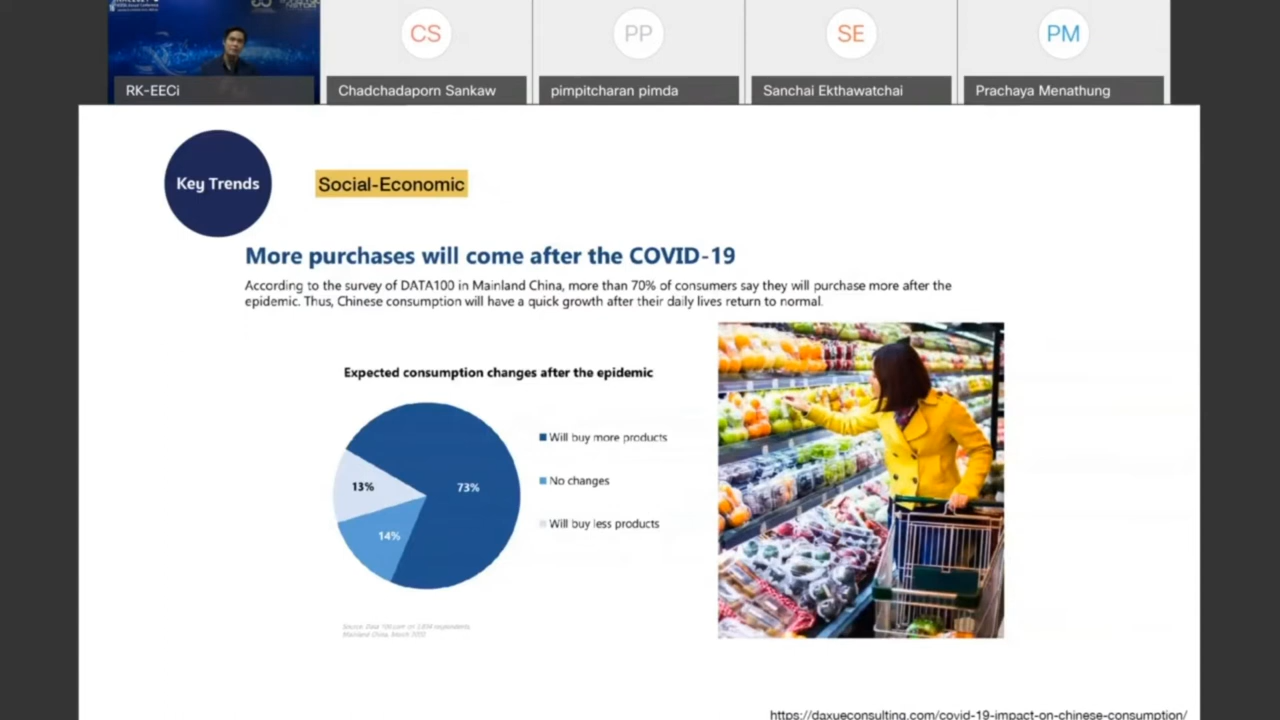 RK-EECi
CS
Chadchadaporn Sankaw
PP
pimpitcharan pimda
SE
Sanchai Ekthawatchai
PM
Prachaya Menathung
Key Trends
Social-Economic
More purchases will come after the COVID-19
According to the survey of DATA100 in Mainland China, more than 70% of consumers say they will purchase more after the
epidemic. Thus, Chinese consumption will have a quick growth after their daily lives return to normal.
Expected consumption changes after the epidemic
73%
13%
14%
Will buy more products
No changes
Will buy less products
Mainland China, March 2020
https://daxueconsulting.com/covid-19-impact-on-chinese-consumption/